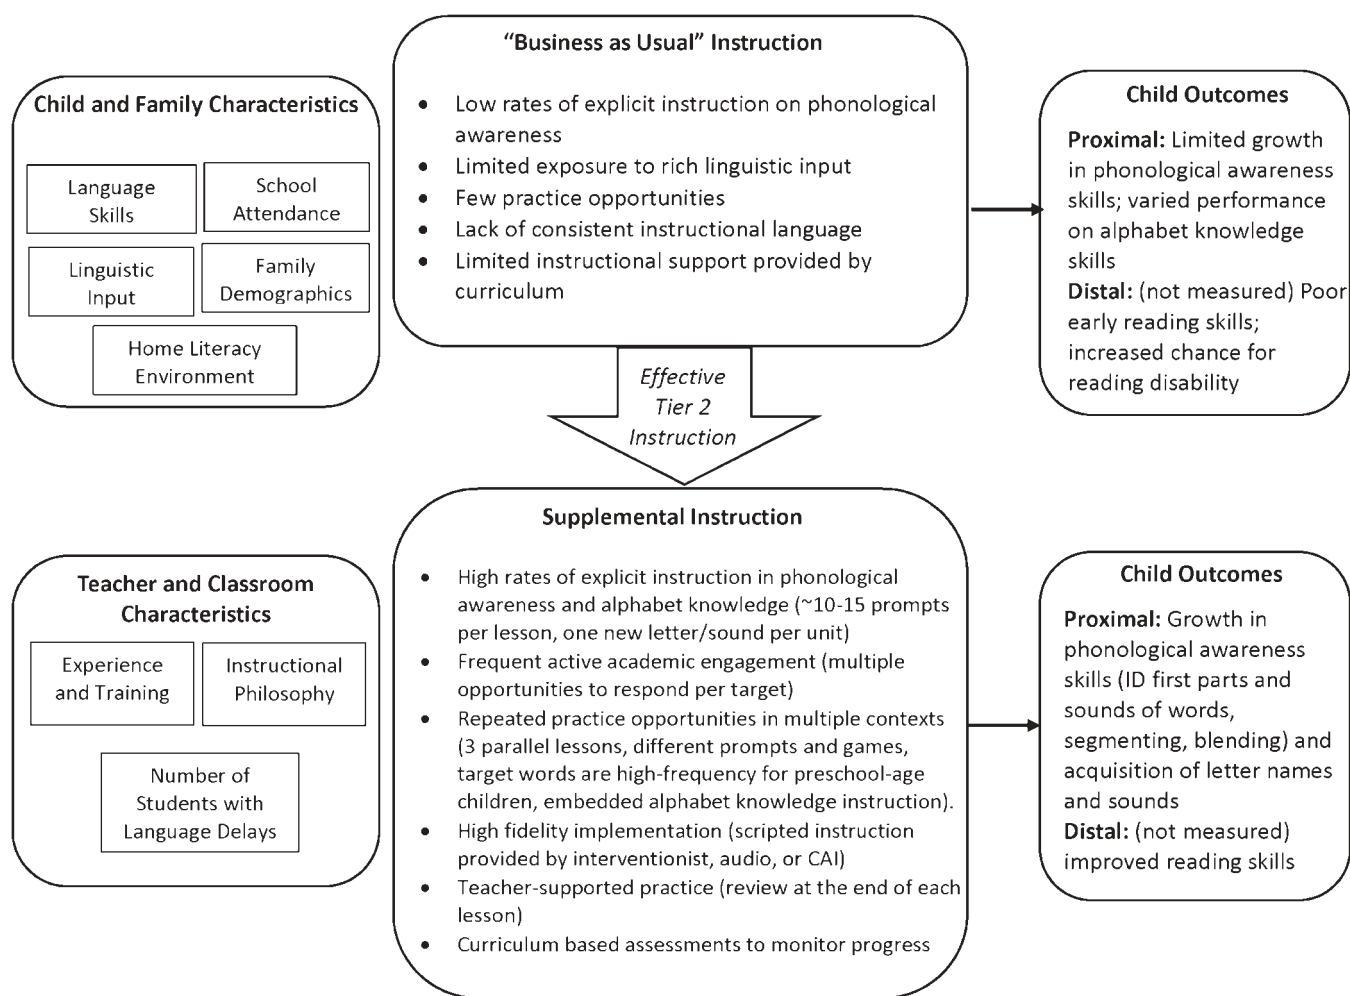 Child and Family Characteristics
Language
Skills
School
Attendance
Linguistic
Input
Family
Demographics
Home Literacy
Environment
“Business as Usual” Instruction
• Low rates of explicit instruction on phonological
awareness
• Limited exposure to rich linguistic input
• Few practice opportunities
• Lack of consistent instructional language
• Limited instructional support provided by
curriculum
Child Outcomes
Proximal: Limited growth
in phonological awareness
skills; varied performance
on alphabet knowledge
skills
Distal: (not measured) Poor
early reading skills;
increased chance for
reading disability
Effective
Tier 2
Instruction
Teacher and Classroom
Characteristics
Experience
and Training
Instructional
Philosophy
Number of
Students with
Language Delays
Supplemental Instruction
• High rates of explicit instruction in phonological
awareness and alphabet knowledge (~10-15 prompts
per lesson, one new letter/sound per unit)
• Frequent active academic engagement (multiple
opportunities to respond per target)
• Repeated practice opportunities in multiple contexts
(3 parallel lessons, different prompts and games,
target words are high-frequency for preschool-age
children, embedded alphabet knowledge instruction).
• High fidelity implementation (scripted instruction
provided by interventionist, audio, or CAI)
• Teacher-supported practice (review at the end of each
lesson)
• Curriculum based assessments to monitor progress
Child Outcomes
Proximal: Growth in
phonological awareness
skills (ID first parts and
sounds of words,
segmenting, blending) and
acquisition of letter names
and sounds
Distal: (not measured)
improved reading skills